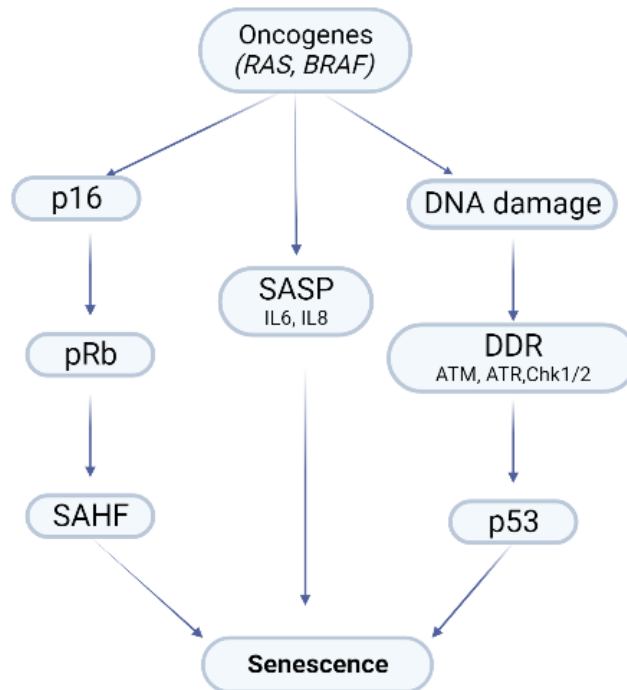 Oncogenes
(RAS, BRAF)
p16
DNA damage
SASP
IL6, IL8
pRb
DDR
ATM, ATR,Chk1/2
SAHF
p53
Senescence